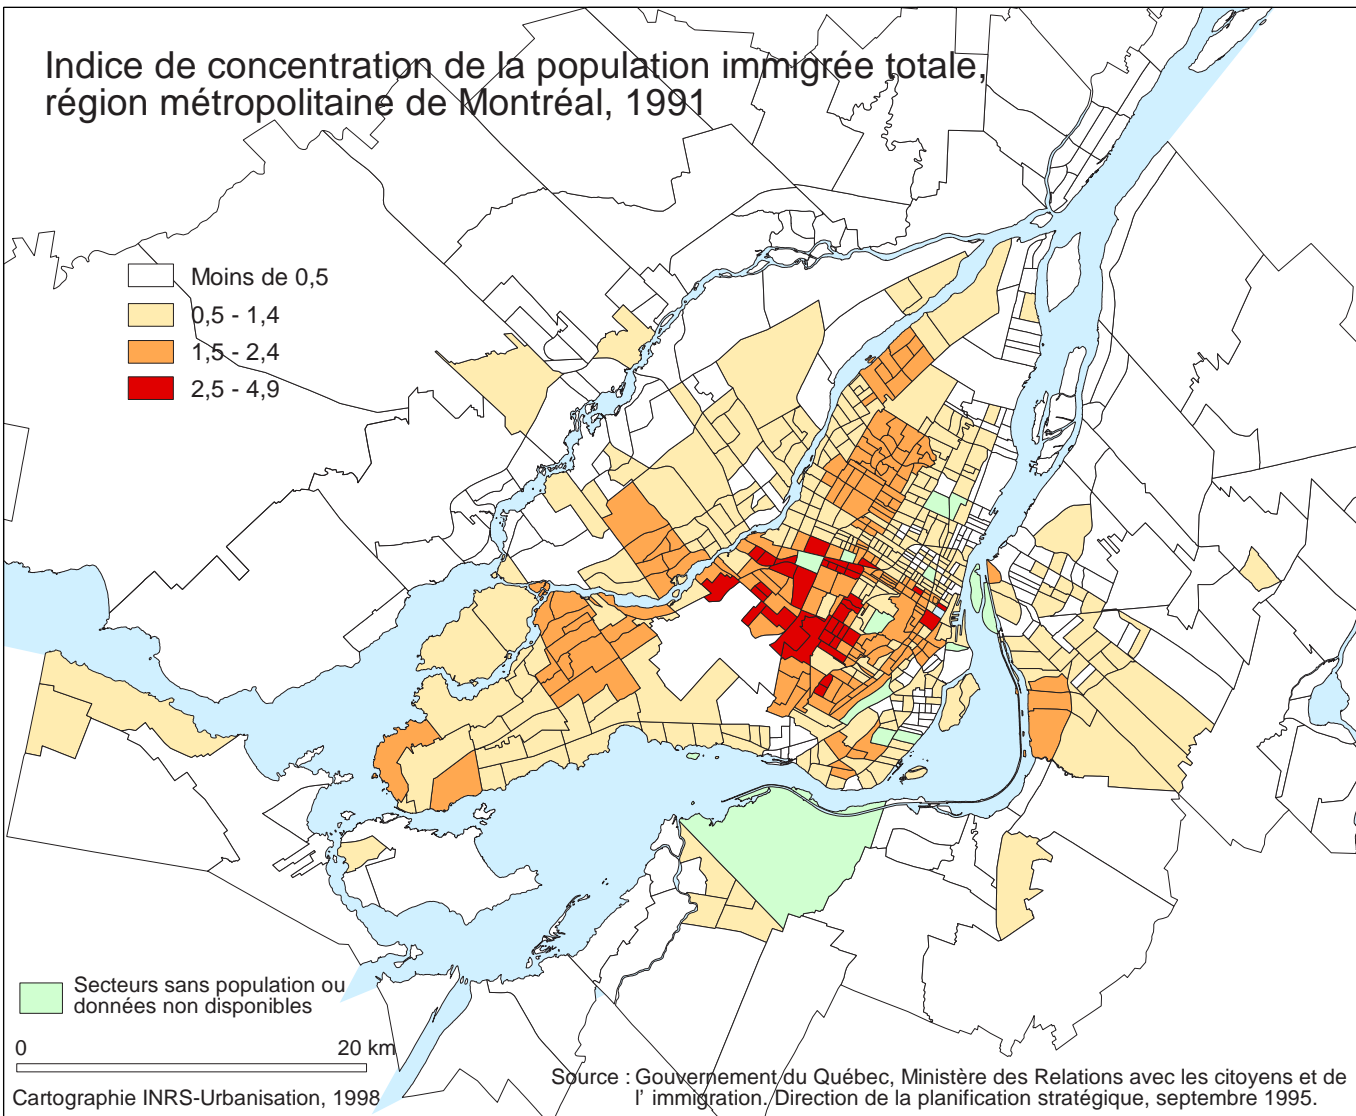 Indice de concentration de la population immigrée totale,
région métropolitaine de Montréal, 1991
Moins de 0,5
0,5 - 1,4
1,5 - 2,4
2,5 - 4,9
Secteurs sans population ou
données non disponibles
0 20 km
Cartographie INRS-Urbanisation, 1998
Source : Gouvernement du Québec, Ministère des Relations avec les citoyens et de
l' immigration. Direction de la planification stratégique, septembre 1995.